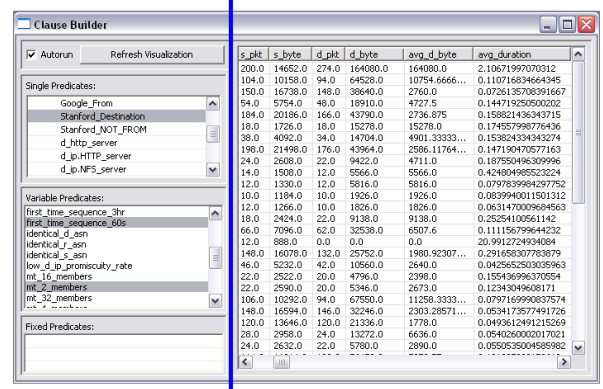 Clause Builder
Autorun Refresh Visualization
Single Predicates:
Google_From
Stanford_Destination
Stanford_NOT_FROM
d_http_server
d_ip.HTTP_server
d_ip.NFS_server
Variable Predicates:
first_time_sequence_3hr
first_time_sequence_60s
identical_d_asn
identical_r_asn
identical_s_asn
low_d_ip_promiscuity_rate
mt_16_members
mt_2_members
mt_32_members
Fixed Predicates:
s_pkt s_byte d_pkt d_byte avg_d_byte avg_duration
200.0 14652.0 274.0 164080.0 164080.0 2.10671997070312
104.0 10158.0 94.0 64528.0 10754.6666... 0.110716834664345
150.0 16738.0 148.0 38640.0 2760.0 0.0726135708391667
54.0 5754.0 48.0 18910.0 4727.5 0.144719250500202
184.0 20186.0 166.0 43790.0 2736.875 0.158821436343715
18.0 1726.0 18.0 15278.0 15278.0 0.174557998776436
38.0 4092.0 34.0 14704.0 4901.33333... 0.153824334343274
198.0 21498.0 176.0 43964.0 2586.11764... 0.147190470577163
24.0 2608.0 22.0 9422.0 4711.0 0.187550496309996
14.0 1508.0 12.0 5566.0 5566.0 0.424804985523224
12.0 1330.0 12.0 5816.0 5816.0 0.0797839984297752
10.0 1184.0 10.0 1926.0 1926.0 0.0839940011501312
12.0 1266.0 10.0 1826.0 1826.0 0.0631470009684563
18.0 2424.0 22.0 9138.0 9138.0 0.25254100561142
66.0 7096.0 62.0 32538.0 6507.6 0.111156799644232
12.0 888.0 0.0 0.0 0.0 20.9912724934084
148.0 16078.0 132.0 25752.0 1980.92307... 0.291658307783879
46.0 5232.0 42.0 10560.0 2640.0 0.0425652503035963
22.0 2522.0 20.0 4796.0 2398.0 0.155436996370554
22.0 2590.0 20.0 5346.0 2673.0 0.12343049608171
106.0 10292.0 94.0 67550.0 11258.3333... 0.0797169990837574
148.0 16594.0 146.0 32246.0 2303.28571... 0.0534173577491726
120.0 13646.0 120.0 21336.0 1778.0 0.0493612491215269
28.0 2958.0 24.0 13272.0 6636.0 0.0540260002017021
24.0 2632.0 22.0 5780.0 2890.0 0.0550535004585982